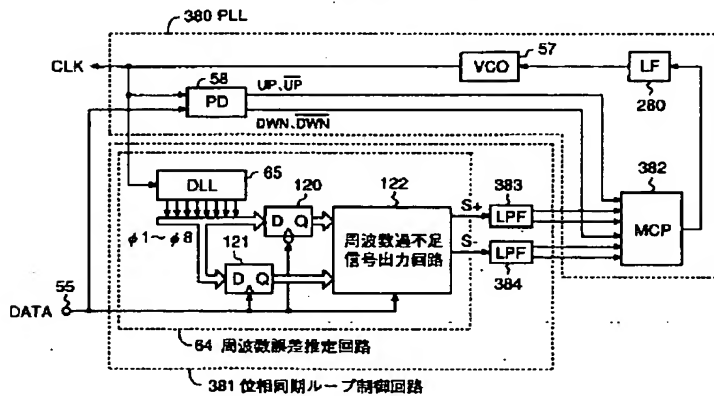 380 PLL
CLK
VCO
57
LF
280
58
PD
UP、UP
DWN、DWN
65
DLL
120
122
382
383
S+
LPF
MCP
φ1～φ8
D Q
周波数過不足
信号出力回路
121
D Q
S-
LPF
384
DATA
55
64 周波数誤差推定回路
381 位相同期ループ制御回路